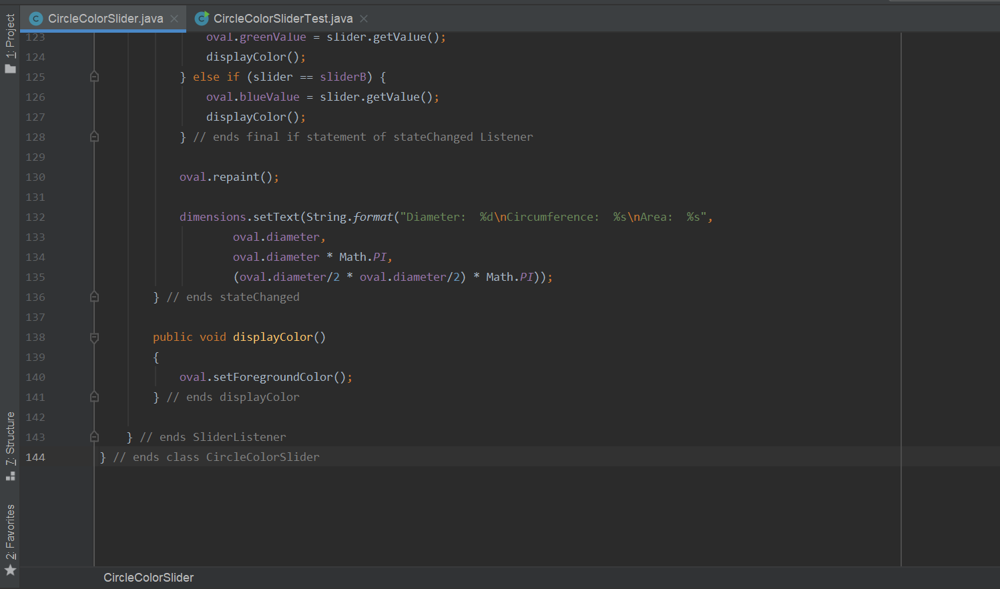 1: Project
CircleColorSlider.java
CircleColorSliderTest.java
123 oval.greenValue = slider.getValue();
124 displayColor();
125 } else if (slider == sliderB) {
126 oval.blueValue = slider.getValue();
127 displayColor();
128 } // ends final if statement of stateChanged Listener
129
130 oval.repaint();
131
132 dimensions.setText(String.format("Diameter:  %d\nCircumference:  %s\nArea:  %s",
133 oval.diameter,
134 oval.diameter * Math.PI,
135 (oval.diameter/2 * oval.diameter/2) * Math.PI));
136 } // ends stateChanged
137
138 public void displayColor()
139 {
140 oval.setForegroundColor();
141 } // ends displayColor
142
143 } // ends SliderListener
144 } // ends class CircleColorSlider
7: Structure
2: Favorites
CircleColorSlider